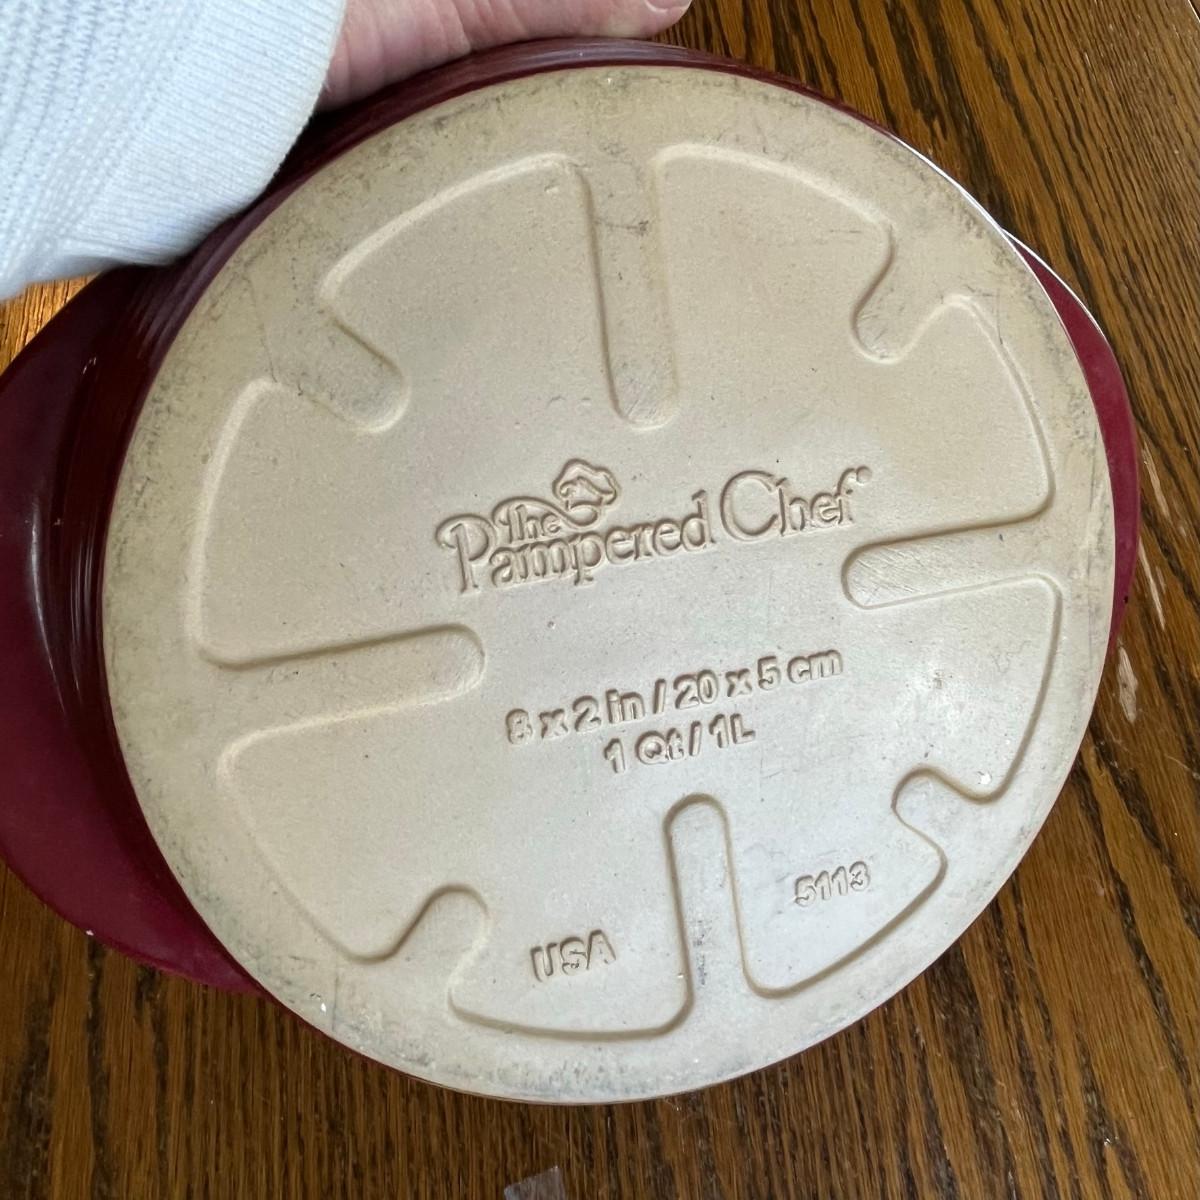 The
Pampered Chef®
8 x 2 in / 20 x 5 cm
1 Qt / 1L
5113
USA